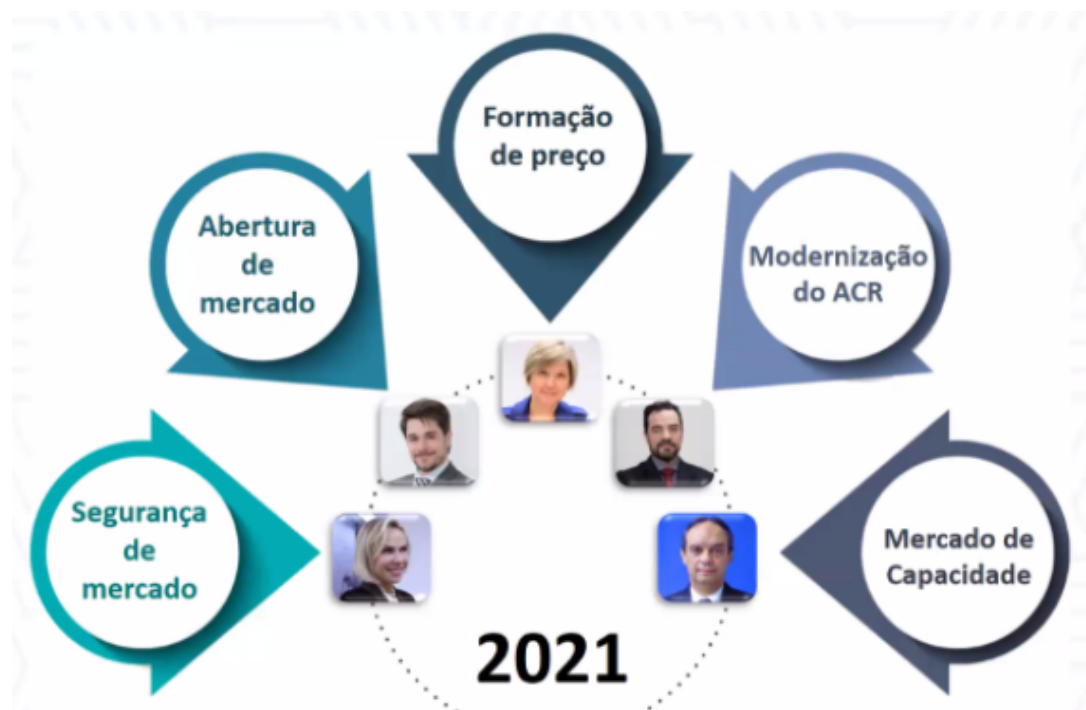 Formação
de preço
Abertura
de
mercado
Modernização
do ACR
Segurança
de
mercado
Mercado de
Capacidade
2021